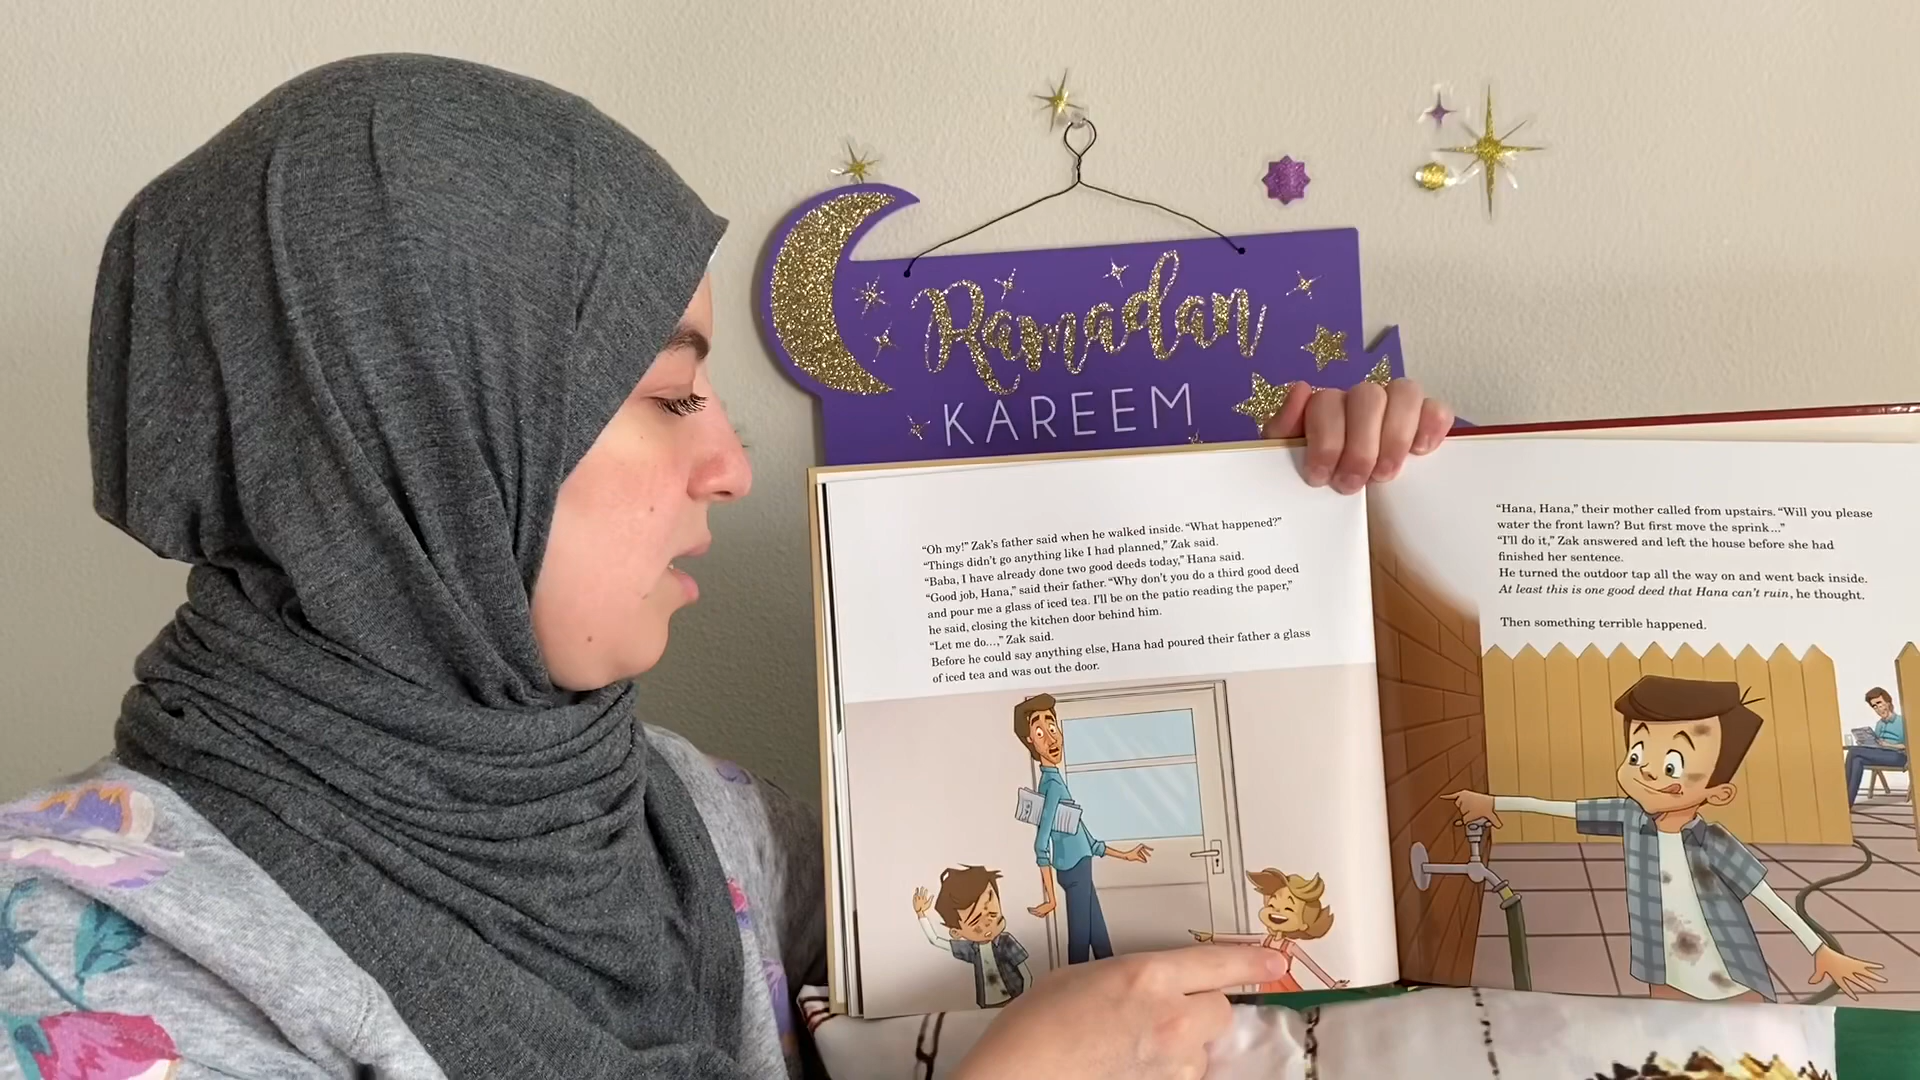 Ramadan
KAREEM
“Oh my!” Zak’s father said when he walked inside. “What happened?”
“Things didn’t go anything like I had planned,” Zak said.
“Baba, I have already done two good deeds today,” Hana said.
“Good job, Hana,” said their father. “Why don’t you do a third good deed
and pour me a glass of iced tea. I’ll be on the patio reading the paper,”
he said, closing the kitchen door behind him.
“Let me do...,” Zak said.
Before he could say anything else, Hana had poured their father a glass
of iced tea and was out the door.
“Hana, Hana,” their mother called from upstairs. “Will you please
water the front lawn? But first move the sprink...”
“I’ll do it,” Zak answered and left the house before she had
finished her sentence.
He turned the outdoor tap all the way on and went back inside.
At least this is one good deed that Hana can’t ruin, he thought.
Then something terrible happened.